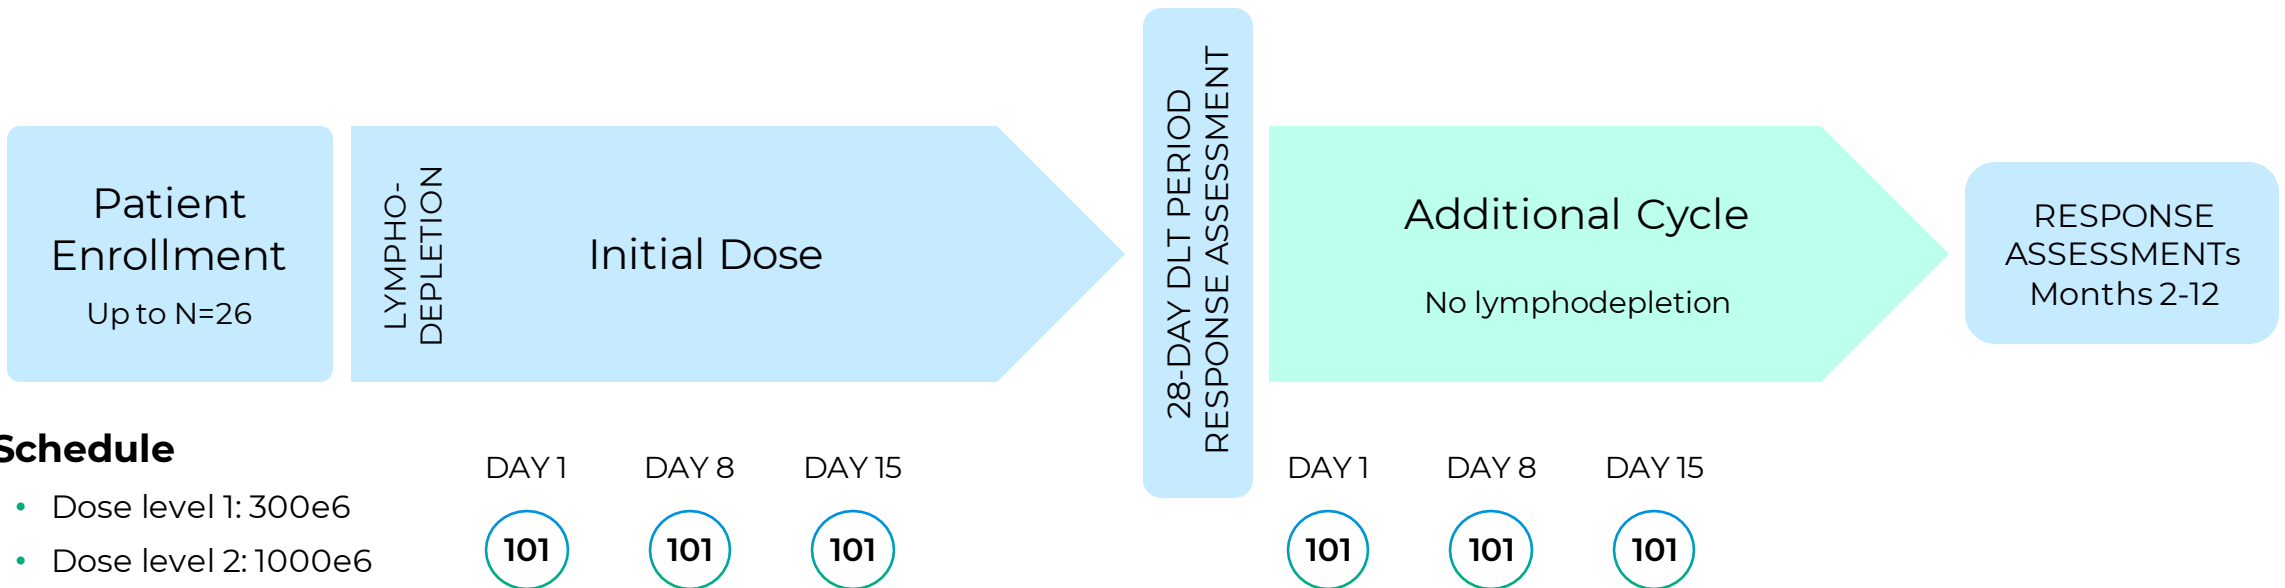 Patient
Enrollment
Up to N=26
LYMPHO-
DEPLETION
Initial Dose
28-DAY DLT PERIOD
RESPONSE ASSESSMENT
Additional Cycle
No lymphodepletion
RESPONSE
ASSESSMENTs
Months 2-12
Schedule
• Dose level 1: 300e6
• Dose level 2: 1000e6
DAY 1 DAY 8 DAY 15
101 101 101
DAY 1 DAY 8 DAY 15
101 101 101